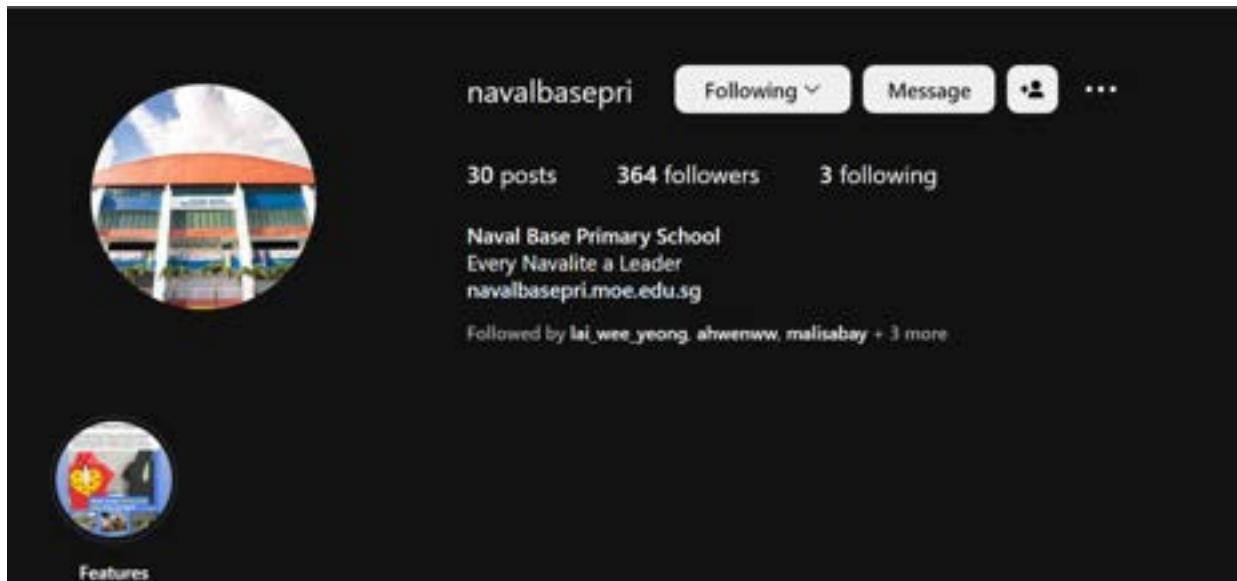 navalbasepri Following Message
30 posts 364 followers 3 following
Naval Base Primary School
Every Navalite a Leader
navalbasepri.moe.edu.sg
Followed by lai_wee_yeong, ahwenww, malisabay + 3 more
Features